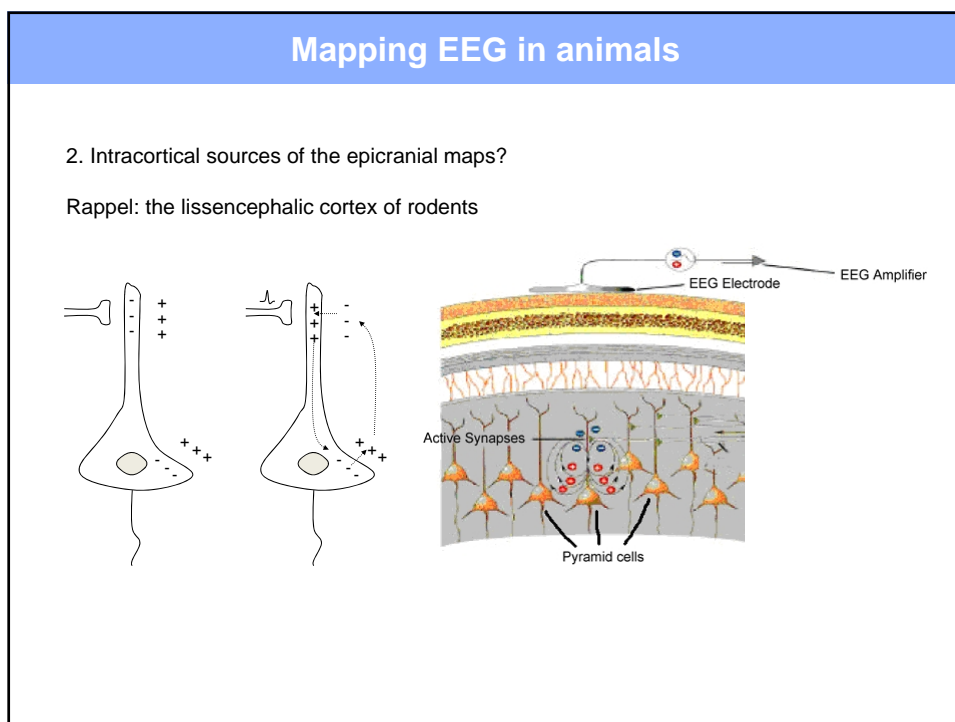 Mapping EEG in animals
2. Intracortical sources of the epicranial maps?
Rappel: the lissencephalic cortex of rodents
EEG Amplifier
EEG Electrode
Active Synapses
Pyramid cells